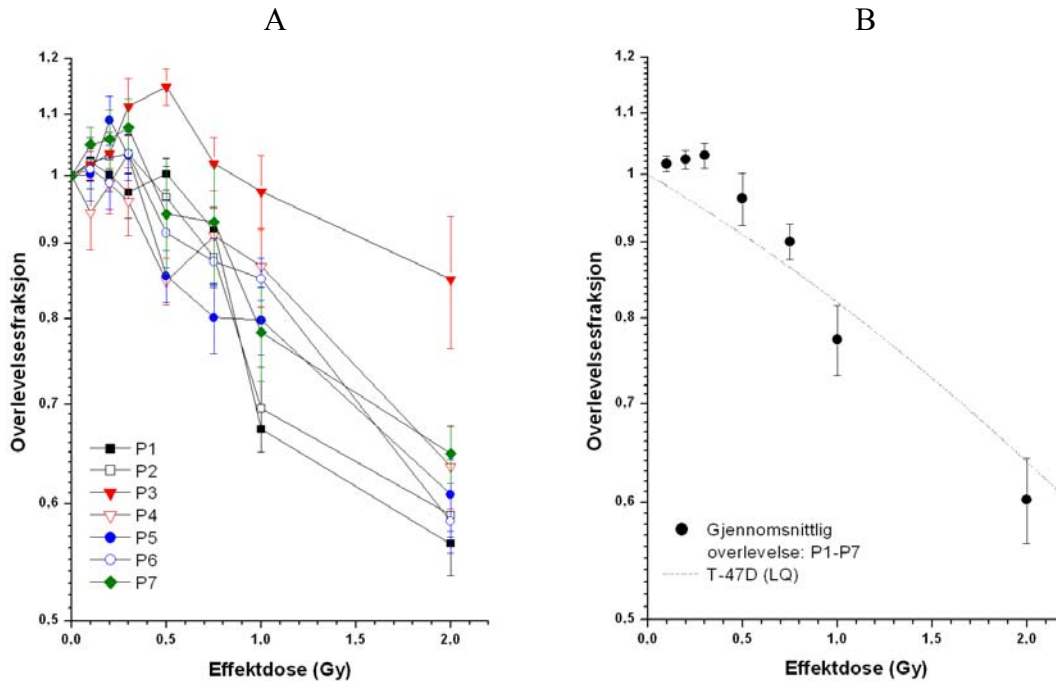 A
1,2
1,1
1
0,9
0,8
0,7
0,6
0,5
Overlevelsesfraksjon
P1
P2
P3
P4
P5
P6
P7
0,0
0,5
1,0
1,5
2,0
Effektdose (Gy)
B
1,2
1,1
1
0,9
0,8
0,7
0,6
0,5
Overlevelsesfraksjon
Gjennomsnittlig
overlevelse: P1-P7
T-47D (LQ)
0,0
0,5
1,0
1,5
2,0
Effektdose (Gy)